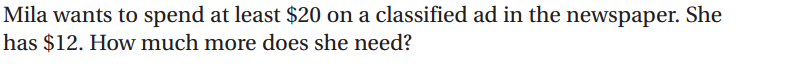 Mila wants to spend at least $20 on a classified ad in the newspaper. She
has $12. How much more does she need?